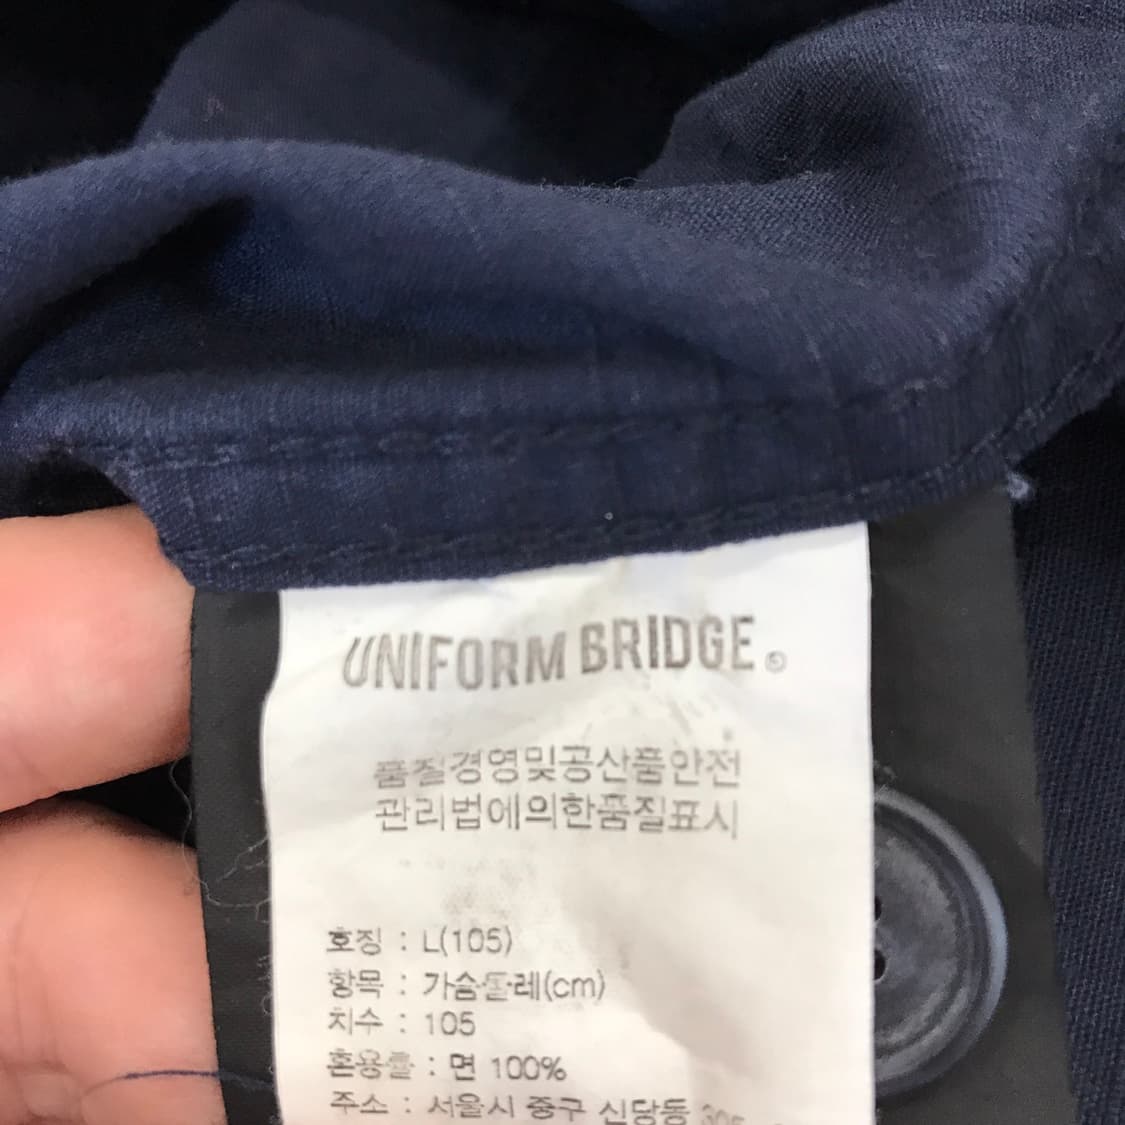 UNIFORM BRIDGE
품질경영및공산품안전
관리법에의한품질표시
호칭 : L(105)
항목 : 가슴둘레(cm)
치수 : 105
혼용률 : 면 100%
주소 : 서울시 중구 신당동